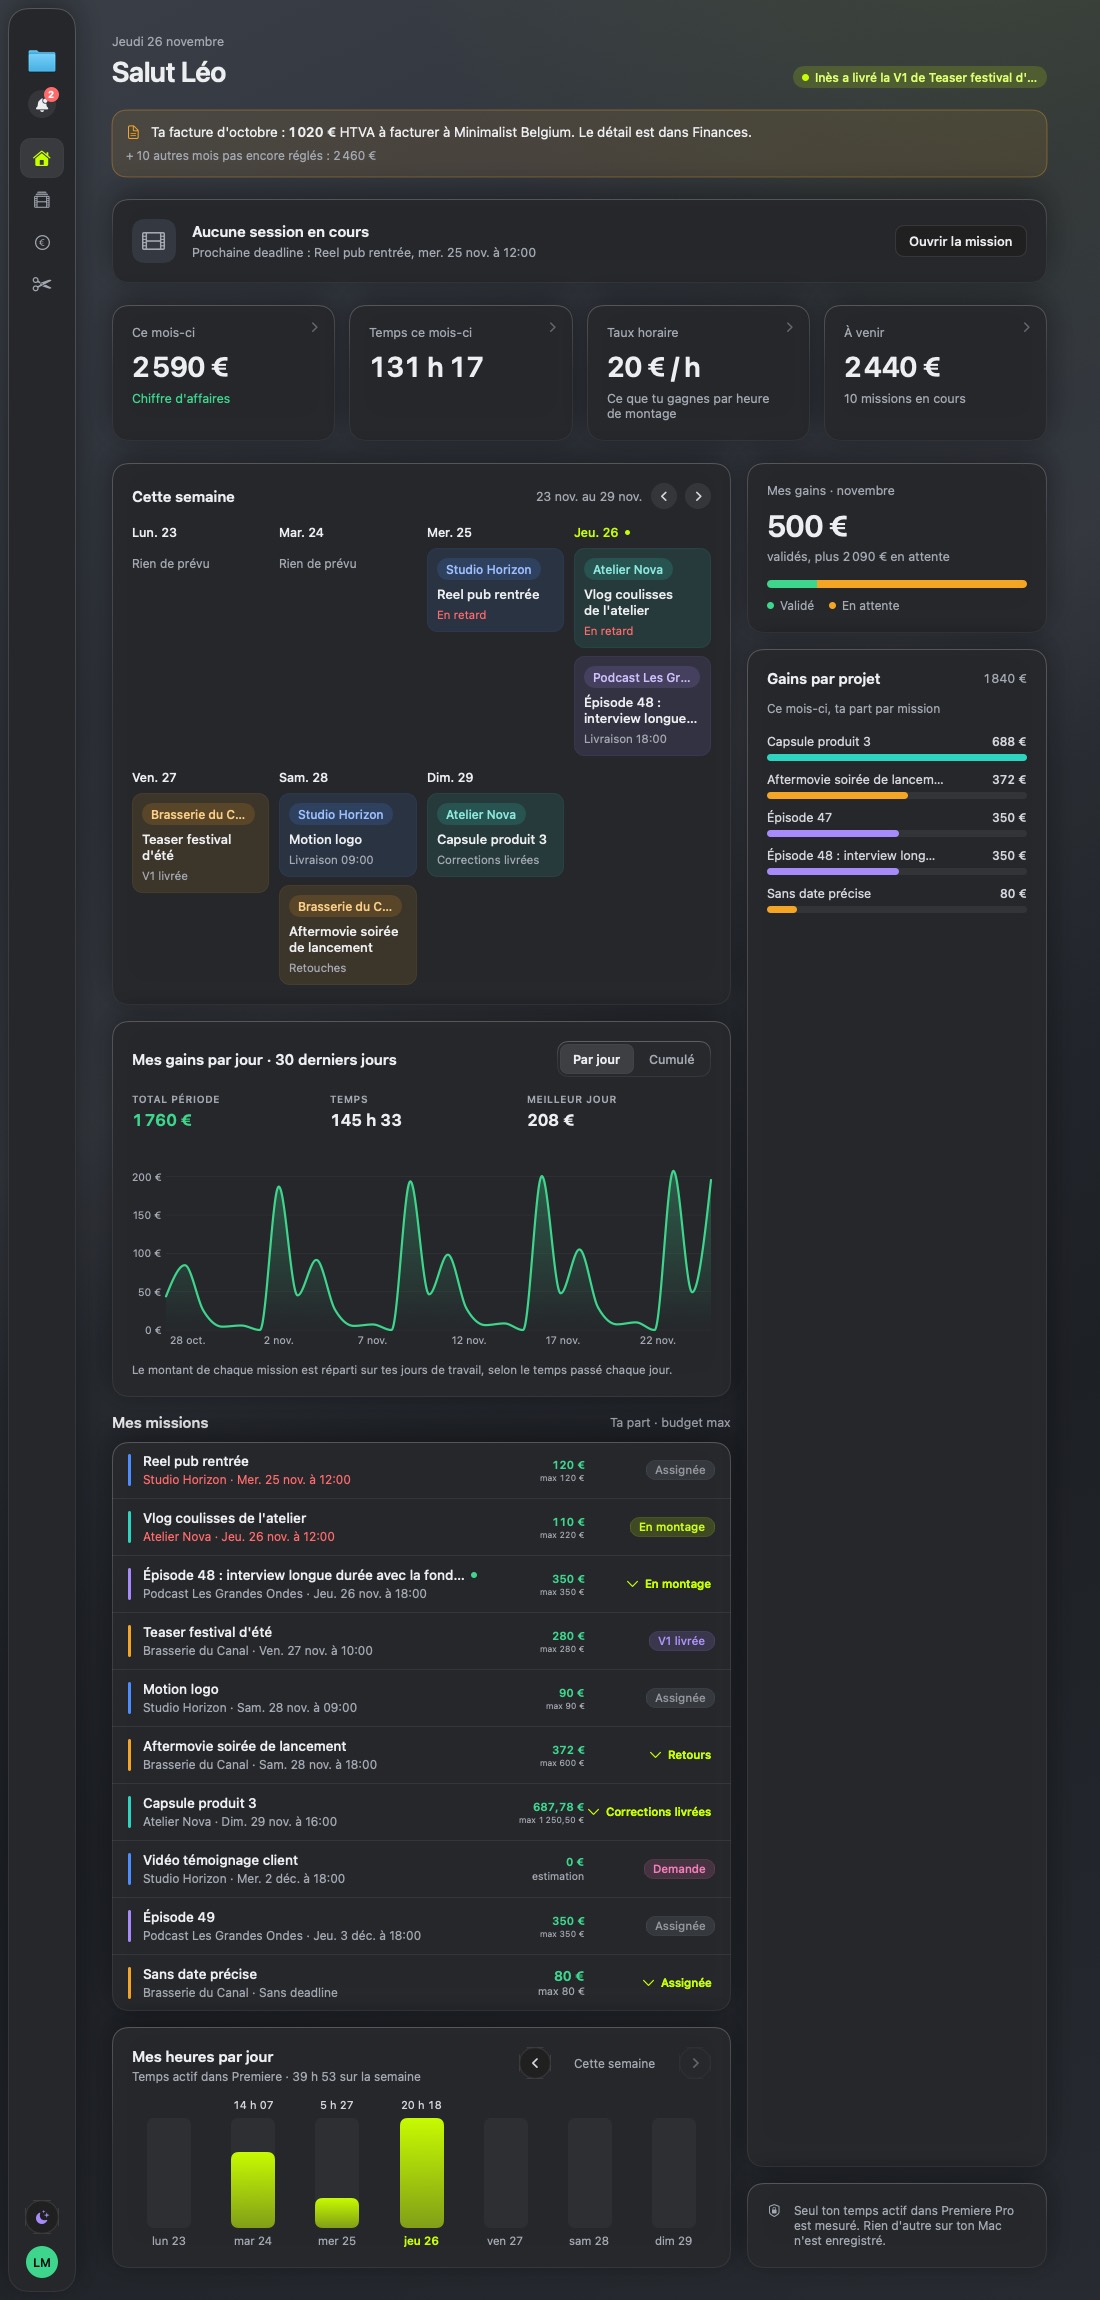 Jeudi 26 novembre
Salut Léo
Inès a livré la V1 de Teaser festival d'...
2
Ta facture d'octobre : 1 020 € HTVA à facturer à Minimalist Belgium. Le détail est dans Finances.
+ 10 autres mois pas encore réglés : 2 460 €
Aucune session en cours
Prochaine deadline : Reel pub rentrée, mer. 25 nov. à 12:00
Ouvrir la mission
Ce mois-ci
2 590 €
Chiffre d'affaires
Temps ce mois-ci
131 h 17
Taux horaire
20 € / h
Ce que tu gagnes par heure
de montage
À venir
2 440 €
10 missions en cours
Cette semaine
23 nov. au 29 nov.
Lun. 23
Rien de prévu
Mar. 24
Rien de prévu
Mer. 25
Studio Horizon
Reel pub rentrée
En retard
Jeu. 26
Atelier Nova
Vlog coulisses
de l'atelier
En retard
Podcast Les Gr...
Épisode 48 :
interview longue...
Livraison 18:00
Ven. 27
Brasserie du C...
Teaser festival
d'été
V1 livrée
Sam. 28
Studio Horizon
Motion logo
Livraison 09:00
Brasserie du C...
Aftermovie soirée
de lancement
Retouches
Dim. 29
Atelier Nova
Capsule produit 3
Corrections livrées
Mes gains · novembre
500 €
validés, plus 2 090 € en attente
Validé
En attente
Gains par projet
1 840 €
Ce mois-ci, ta part par mission
Capsule produit 3
688 €
Aftermovie soirée de lancem...
372 €
Épisode 47
350 €
Épisode 48 : interview long...
350 €
Sans date précise
80 €
Mes gains par jour · 30 derniers jours
Par jour
Cumulé
TOTAL PÉRIODE
1 760 €
TEMPS
145 h 33
MEILLEUR JOUR
208 €
200 €
150 €
100 €
50 €
0 €
28 oct.
2 nov.
7 nov.
12 nov.
17 nov.
22 nov.
Le montant de chaque mission est réparti sur tes jours de travail, selon le temps passé chaque jour.
Mes missions
Ta part · budget max
Reel pub rentrée
Studio Horizon · Mer. 25 nov. à 12:00
120 €
max 120 €
Assignée
Vlog coulisses de l'atelier
Atelier Nova · Jeu. 26 nov. à 12:00
110 €
max 220 €
En montage
Épisode 48 : interview longue durée avec la fond...
Podcast Les Grandes Ondes · Jeu. 26 nov. à 18:00
350 €
max 350 €
En montage
Teaser festival d'été
Brasserie du Canal · Ven. 27 nov. à 10:00
280 €
max 280 €
V1 livrée
Motion logo
Studio Horizon · Sam. 28 nov. à 09:00
90 €
max 90 €
Assignée
Aftermovie soirée de lancement
Brasserie du Canal · Sam. 28 nov. à 18:00
372 €
max 600 €
Retours
Capsule produit 3
Atelier Nova · Dim. 29 nov. à 16:00
687,78 €
max 1 250,50 €
Corrections livrées
Vidéo témoignage client
Studio Horizon · Mer. 2 déc. à 18:00
0 €
estimation
Demande
Épisode 49
Podcast Les Grandes Ondes · Jeu. 3 déc. à 18:00
350 €
max 350 €
Assignée
Sans date précise
Brasserie du Canal · Sans deadline
80 €
max 80 €
Assignée
Mes heures par jour
Temps actif dans Premiere · 39 h 53 sur la semaine
Cette semaine
14 h 07
5 h 27
20 h 18
lun 23
mar 24
mer 25
jeu 26
ven 27
sam 28
dim 29
Seul ton temps actif dans Premiere Pro
est mesuré. Rien d'autre sur ton Mac
n'est enregistré.
LM